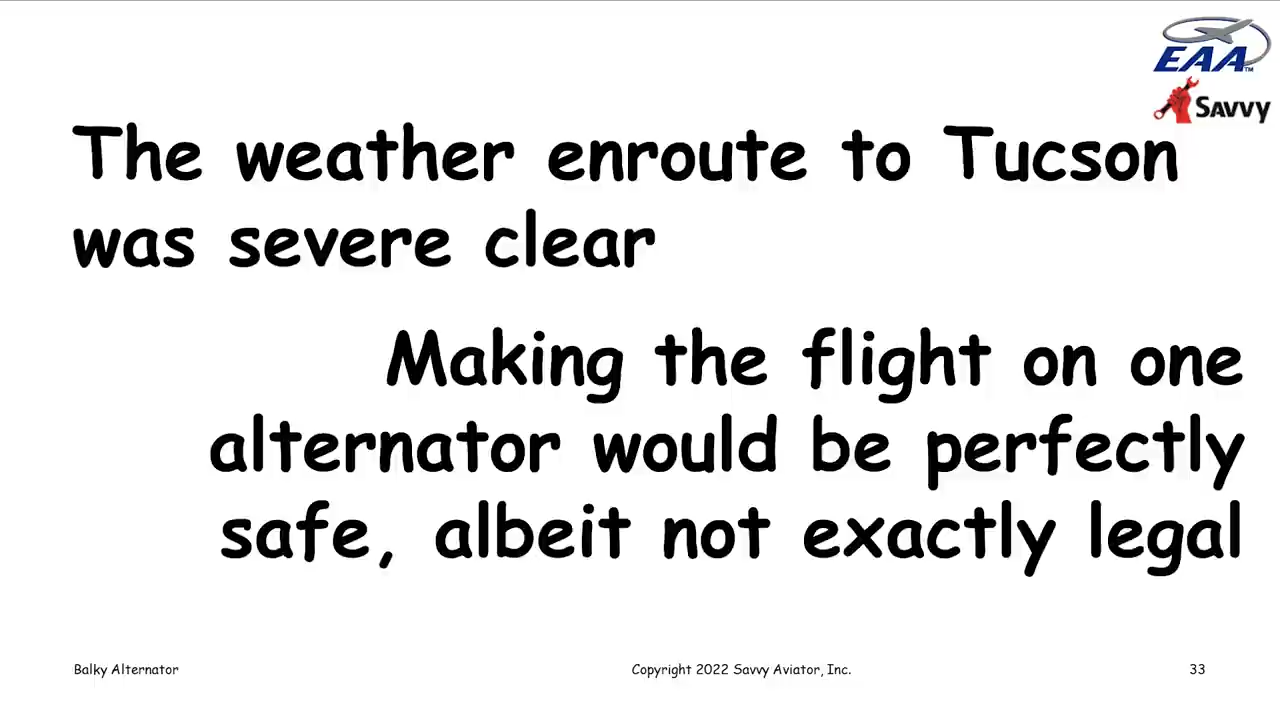 EAA™
SAVVY
The weather enroute to Tucson
was severe clear
Making the flight on one
alternator would be perfectly
safe, albeit not exactly legal
Balky Alternator
Copyright 2022 Savvy Aviator, Inc.
33